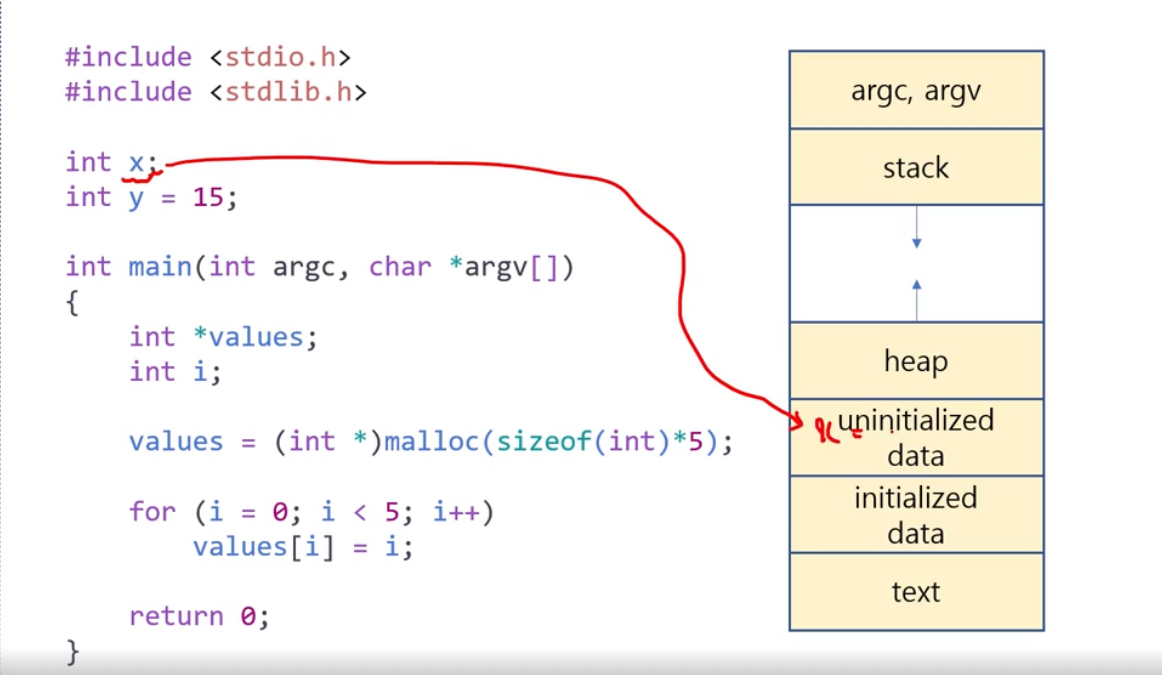 #include <stdio.h>
#include <stdlib.h>
int x;
int y = 15;
int main(int argc, char *argv[])
{
int *values;
int i;
values = (int *)malloc(sizeof(int)*5);
for (i = 0; i < 5; i++)
values[i] = i;
return 0;
}
argc, argv
stack
heap
x =
uninitialized
data
initialized
data
text